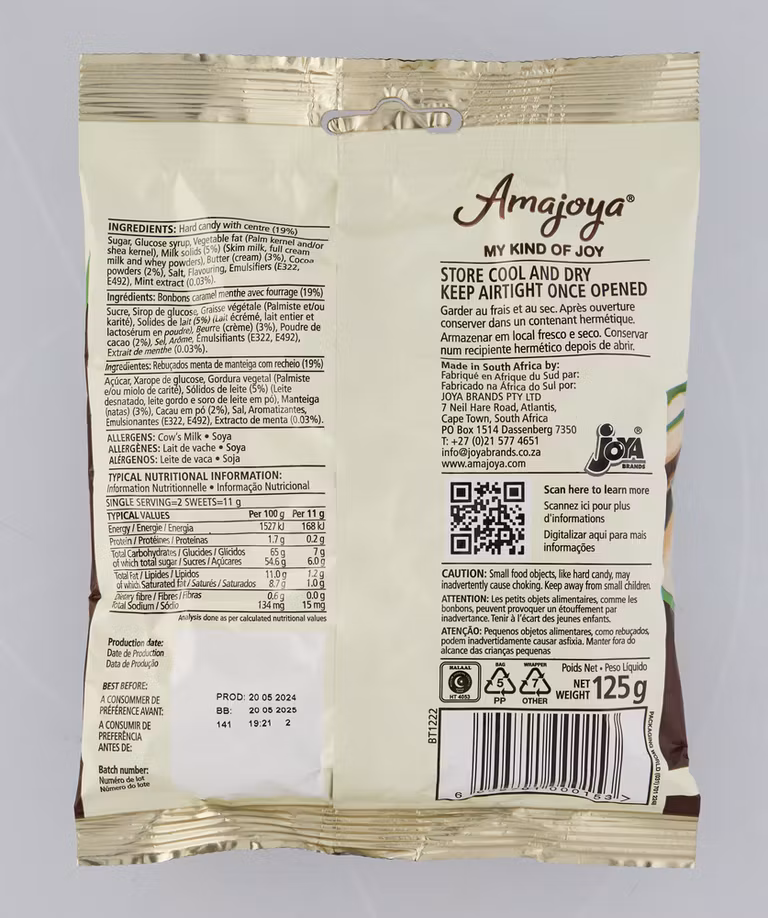 INGREDIENTS: Hard candy with centre (19%)
Sugar, Glucose syrup, Vegetable fat (Palm kernel and/or
shea kernel), Milk solids (5%) (Skim milk, full cream
milk and whey powders), Butter (cream) (3%), Cocoa
powders (2%), Salt, Flavouring, Emulsifiers (E322,
E492), Mint extract (0.03%).
Ingrédients: Bonbons caramel menthe avec fourrage (19%)
Sucre, Sirop de glucose, Graisse végétale (Palmiste et/ou
karité), Solides de lait (5%) (Lait écrémé, lait entier et
lactosérum en poudre), Beurre (crème) (3%), Poudre de
cacao (2%), Sel, Arôme, Emulsifiants (E322, E492),
Extrait de menthe (0.03%).
Ingredientes: Rebuçados menta de manteiga com recheio (19%)
Açúcar, Xarope de glucose, Gordura vegetal (Palmiste
e/ou miolo de carité), Sólidos de leite (5%) (Leite
desnatado, leite gordo e soro de leite em pó), Manteiga
(natas) (3%), Cacau em pó (2%), Sal, Aromatizantes,
Emulsionantes (E322, E492), Extracto de menta (0.03%).
ALLERGENS: Cow's Milk • Soya
ALLERGÈNES: Lait de vache • Soya
ALÉRGENOS: Leite de vaca • Soja
TYPICAL NUTRITIONAL INFORMATION:
Information Nutritionnelle • Informação Nutricional
SINGLE SERVING=2 SWEETS=11 g
TYPICAL VALUES Per 100 g Per 11 g
Energy / Energie / Energia 1527 kJ 168 kJ
Protein / Protéines / Proteínas 1.7 g 0.2 g
Total Carbohydrates / Glucides / Glícidos 65 g 7 g
of which total sugar / Sucres / Açúcares 54.6 g 6.0 g
Total Fat / Lipides / Lípidos 11.0 g 1.2 g
of which Saturated fat / Saturés / Saturados 8.7 g 1.0 g
Dietary fibre / Fibres / Fibras 0.6 g 0.0 g
Total Sodium / Sódio 134 mg 15 mg
Analysis done as per calculated nutritional values
Production date:
Date de Production
Data de Produção
BEST BEFORE:
A CONSOMMER DE
PRÉFÉRENCE AVANT:
A CONSUMIR DE
PREFERÊNCIA
ANTES DE:
Batch number:
Numéro de lot
Número do lote
PROD: 20 05 2024
BB: 20 05 2025
141 19:21 2
Amajoya®
MY KIND OF JOY
STORE COOL AND DRY
KEEP AIRTIGHT ONCE OPENED
Garder au frais et au sec. Après ouverture
conserver dans un contenant hermétique.
Armazenar em local fresco e seco. Conservar
num recipiente hermético depois de abrir.
Made in South Africa by:
Fabriqué en Afrique du Sud par:
Fabricado na África do Sul por:
JOYA BRANDS PTY LTD
7 Neil Hare Road, Atlantis,
Cape Town, South Africa
PO Box 1514 Dassenberg 7350
T: +27 (0)21 577 4651
info@joyabrands.co.za
www.amajoya.com
JOYA®
BRANDS
Scan here to learn more
Scannez ici pour plus
d'informations
Digitalizar aqui para mais
informações
CAUTION: Small food objects, like hard candy, may
inadvertently cause choking. Keep away from small children.
ATTENTION: Les petits objets alimentaires, comme les
bonbons, peuvent provoquer un étouffement par
inadvertance. Tenir à l'écart des jeunes enfants.
ATENÇÃO: Pequenos objetos alimentares, como rebuçados,
podem inadvertidamente causar asfixia. Manter fora do
alcance das crianças pequenas
HALAAL
HT 4053
BAG
5
PP
WRAPPER
7
OTHER
Poids Net • Peso Líquido
NET WEIGHT 125g
BT1222
PACKAGING WORLD